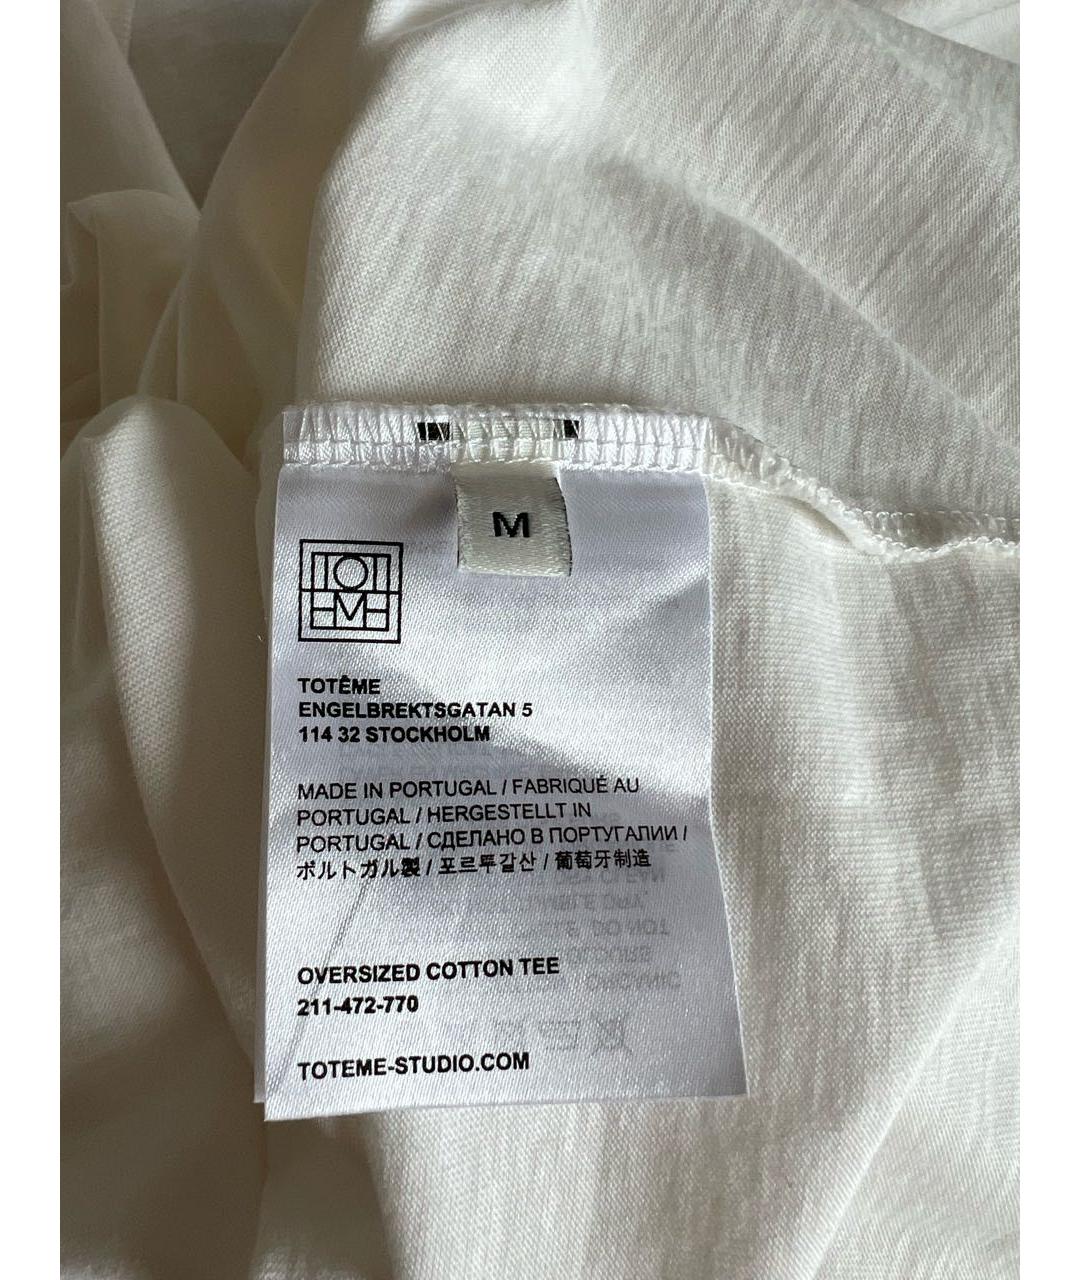 M
TOTEME
TOTÊME
ENGELBREKTSGATAN 5
114 32 STOCKHOLM
MADE IN PORTUGAL / FABRIQUÉ AU
PORTUGAL / HERGESTELLT IN
PORTUGAL / СДЕЛАНО В ПОРТУГАЛИИ /
ポルトガル製 / 포르투갈산 / 葡萄牙制造
OVERSIZED COTTON TEE
211-472-770
TOTEME-STUDIO.COM